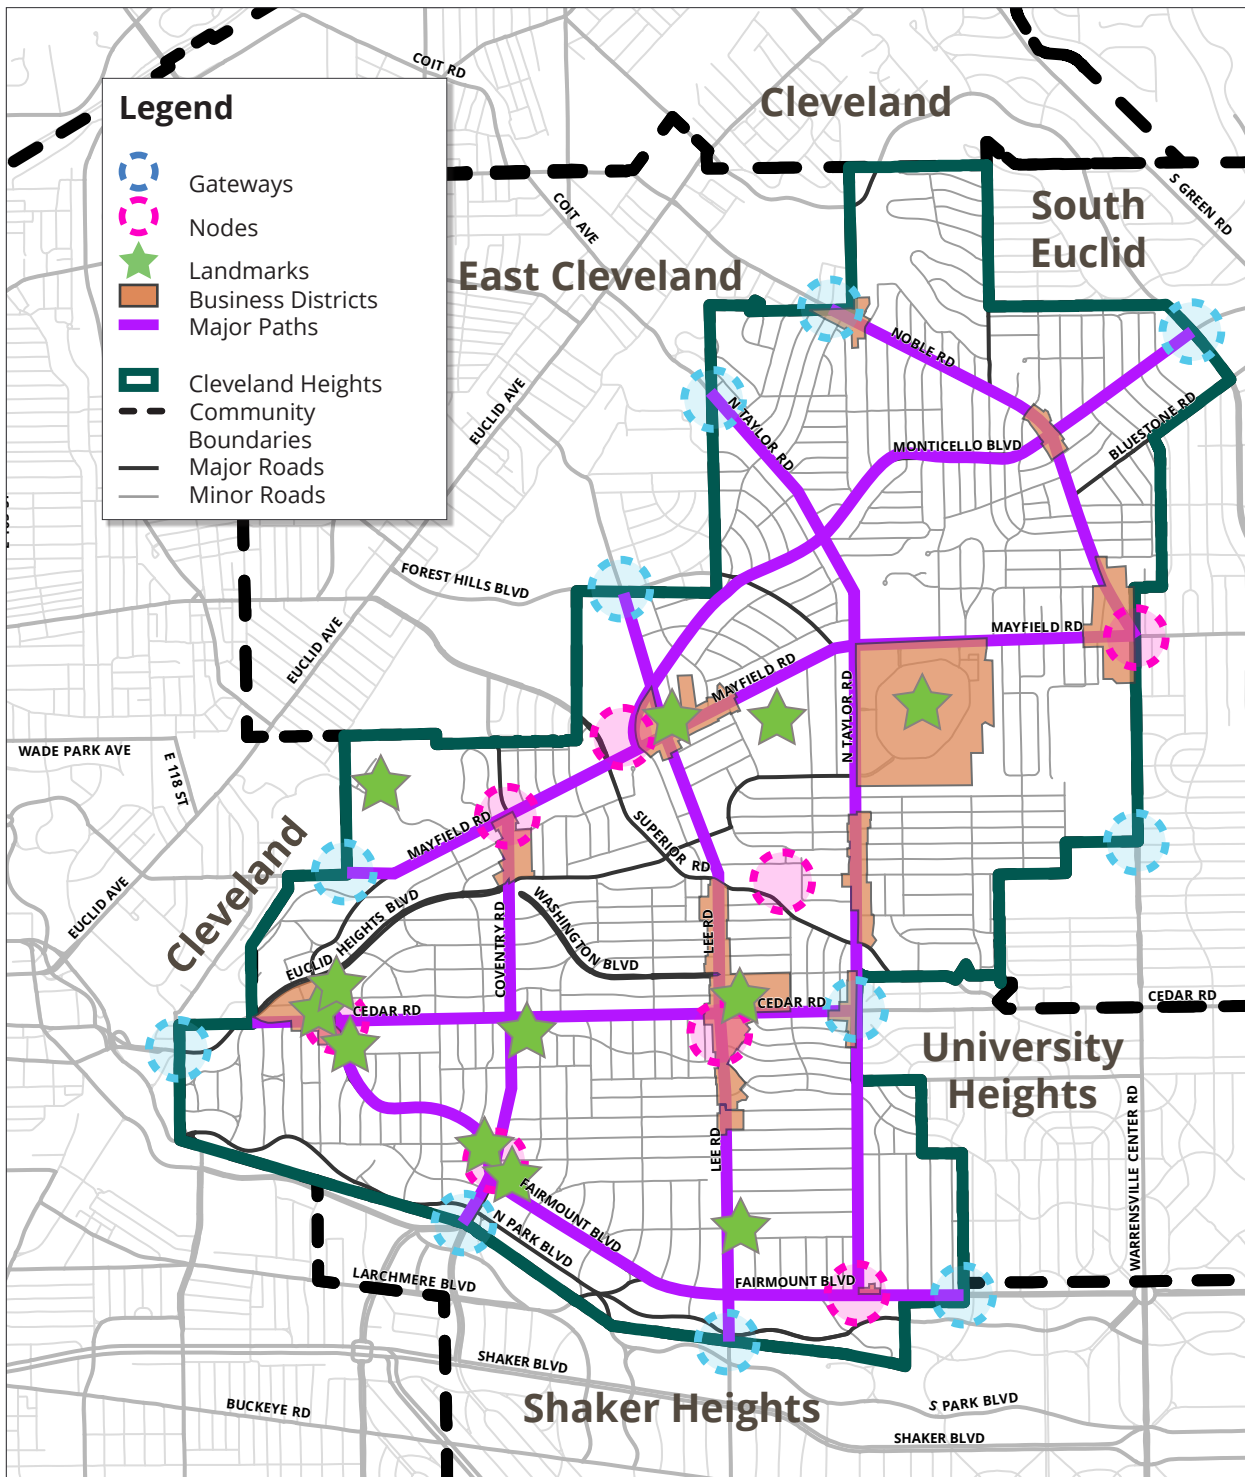 COIT RD
Cleveland
Legend
Gateways
Nodes
Landmarks
Business Districts
Major Paths
Cleveland Heights
Community
Boundaries
Major Roads
Minor Roads
S GREEN RD
South
Euclid
COIT AVE
East Cleveland
NOBLE RD
EUCLID AVE
N TAYLOR RD
BLUESTONE RD
MONTICELLO BLVD
FOREST HILLS BLVD
EUCLID AVE
MAYFIELD RD
MAYFIELD RD
N TAYLOR RD
WADE PARK AVE
E 118 ST
MAYFIELD RD
SUPERIOR RD
Cleveland
EUCLID AVE
EUCLID HEIGHTS BLVD
WASHINGTON BLVD
COVENTRY RD
LEE RD
CEDAR RD
CEDAR RD
CEDAR RD
University
Heights
LEE RD
WARRENSVILLE CENTER RD
FAIRMOUNT BLVD
N PARK BLVD
LARCHMERE BLVD
FAIRMOUNT BLVD
SHAKER BLVD
Shaker Heights
BUCKEYE RD
S PARK BLVD
SHAKER BLVD